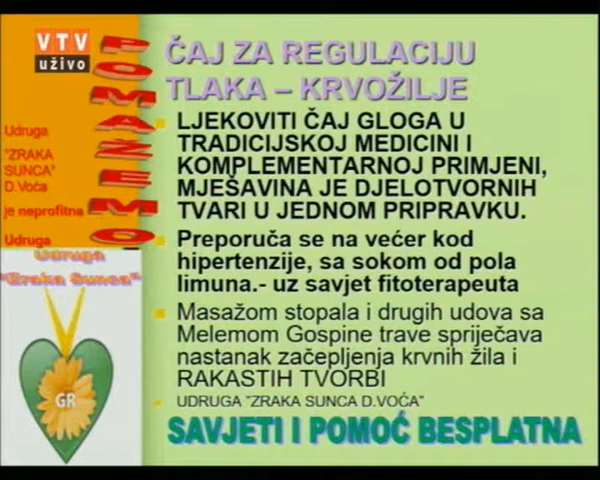 VTV
uživo
POMAŽEMO
Udruga
"ZRAKA
SUNCA"
D.Voća
je neprofitna
Udruga
Udruga
"Zraka Sunca"
GR
ČAJ ZA REGULACIJU
TLAKA – KRVOŽILJE
LJEKOVITI ČAJ GLOGA U
TRADICIJSKOJ MEDICINI I
KOMPLEMENTARNOJ PRIMJENI,
MJEŠAVINA JE DJELOTVORNIH
TVARI U JEDNOM PRIPRAVKU.
Preporuča se na većer kod
hipertenzije, sa sokom od pola
limuna.- uz savjet fitoterapeuta
Masažom stopala i drugih udova sa
Melemom Gospine trave spriječava
nastanak začepljenja krvnih žila i
RAKASTIH TVORBI
UDRUGA "ZRAKA SUNCA D.VOĆA"
SAVJETI I POMOĆ BESPLATNA